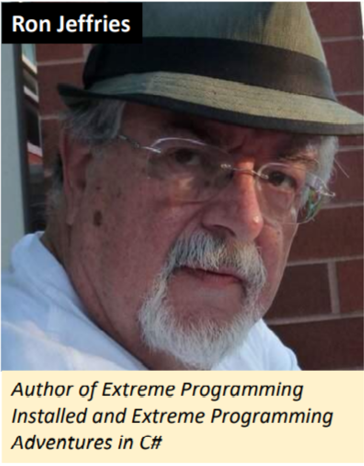 Ron Jeffries
Author of Extreme Programming
Installed and Extreme Programming
Adventures in C#